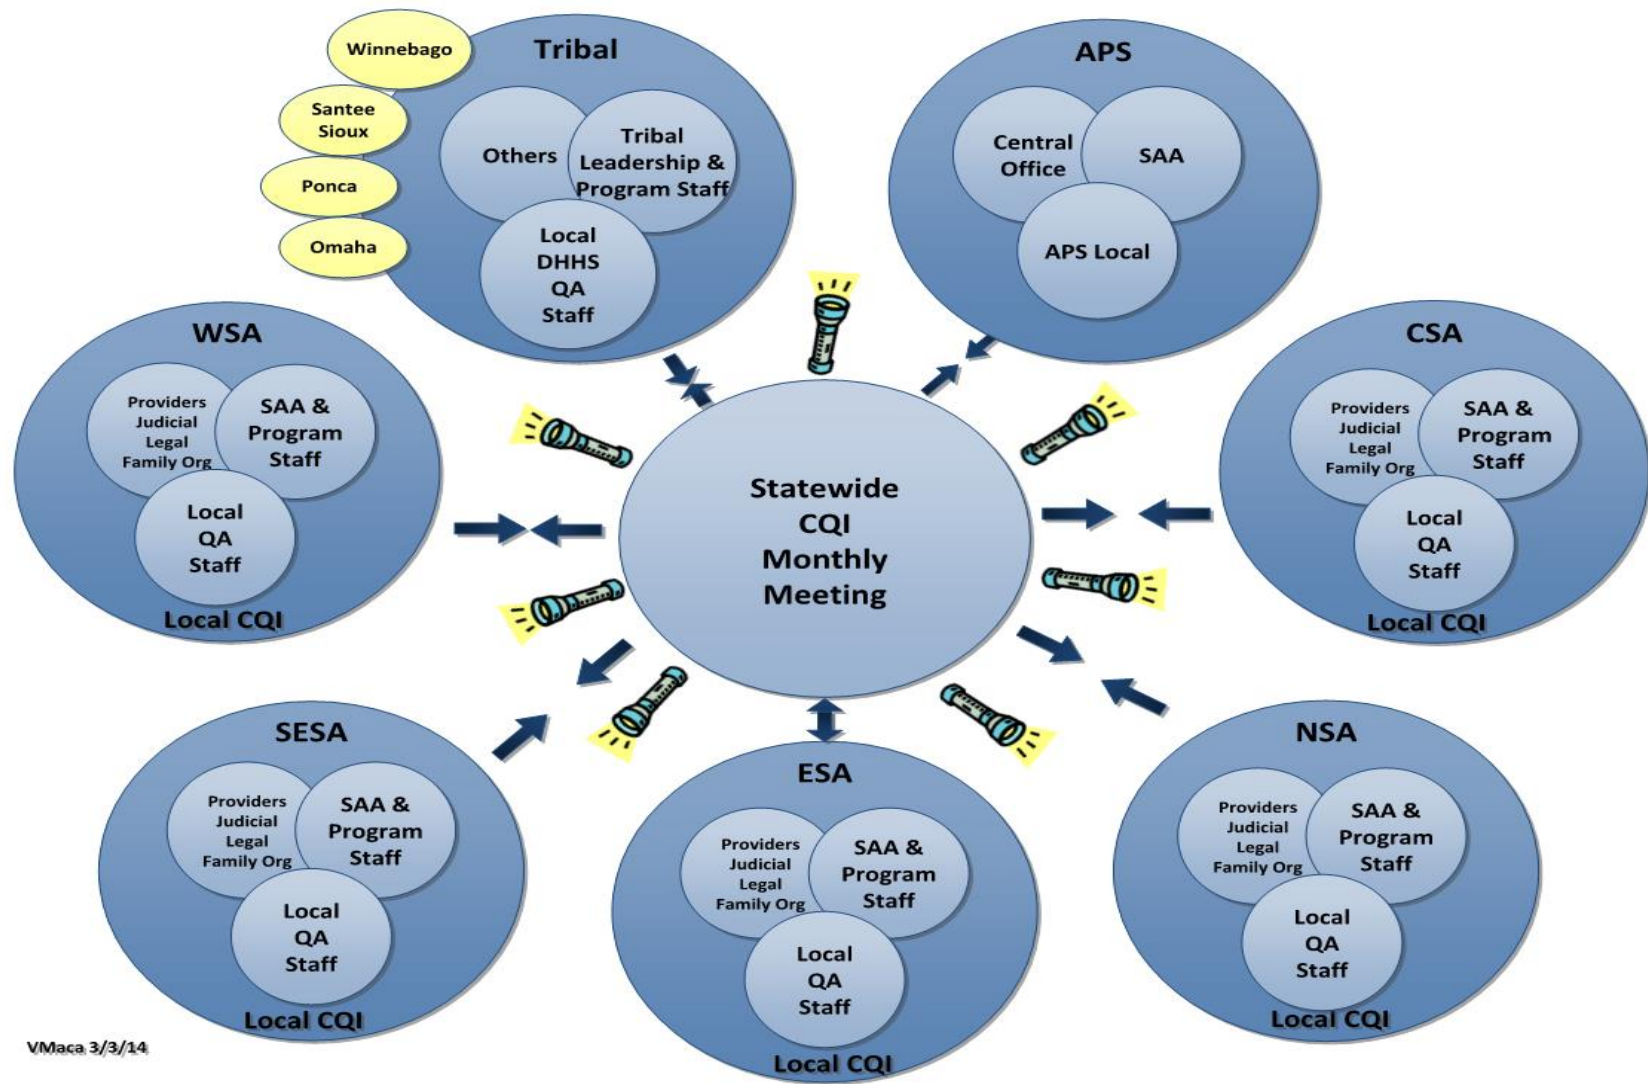 Winnebago
Santee
Sioux
Ponca
Omaha
Tribal
Others
Tribal
Leadership &
Program Staff
Local
DHHS
QA
Staff
APS
Central
Office
SAA
APS Local
WSA
Providers
Judicial
Legal
Family Org
SAA &
Program
Staff
Local
QA
Staff
Local CQI
Statewide
CQI
Monthly
Meeting
CSA
Providers
Judicial
Legal
Family Org
SAA &
Program
Staff
Local
QA
Staff
Local CQI
SESA
Providers
Judicial
Legal
Family Org
SAA &
Program
Staff
Local
QA
Staff
Local CQI
ESA
Providers
Judicial
Legal
Family Org
SAA &
Program
Staff
Local
QA
Staff
Local CQI
NSA
Providers
Judicial
Legal
Family Org
SAA &
Program
Staff
Local
QA
Staff
Local CQI
VMaca 3/3/14